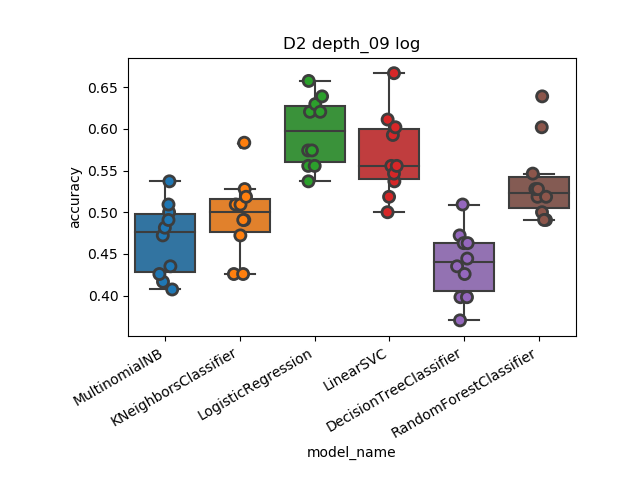 D2 depth_09 log
accuracy
0.65
0.60
0.55
0.50
0.45
0.40
MultinomialNB
KNeighborsClassifier
LogisticRegression
LinearSVC
DecisionTreeClassifier
RandomForestClassifier
model_name